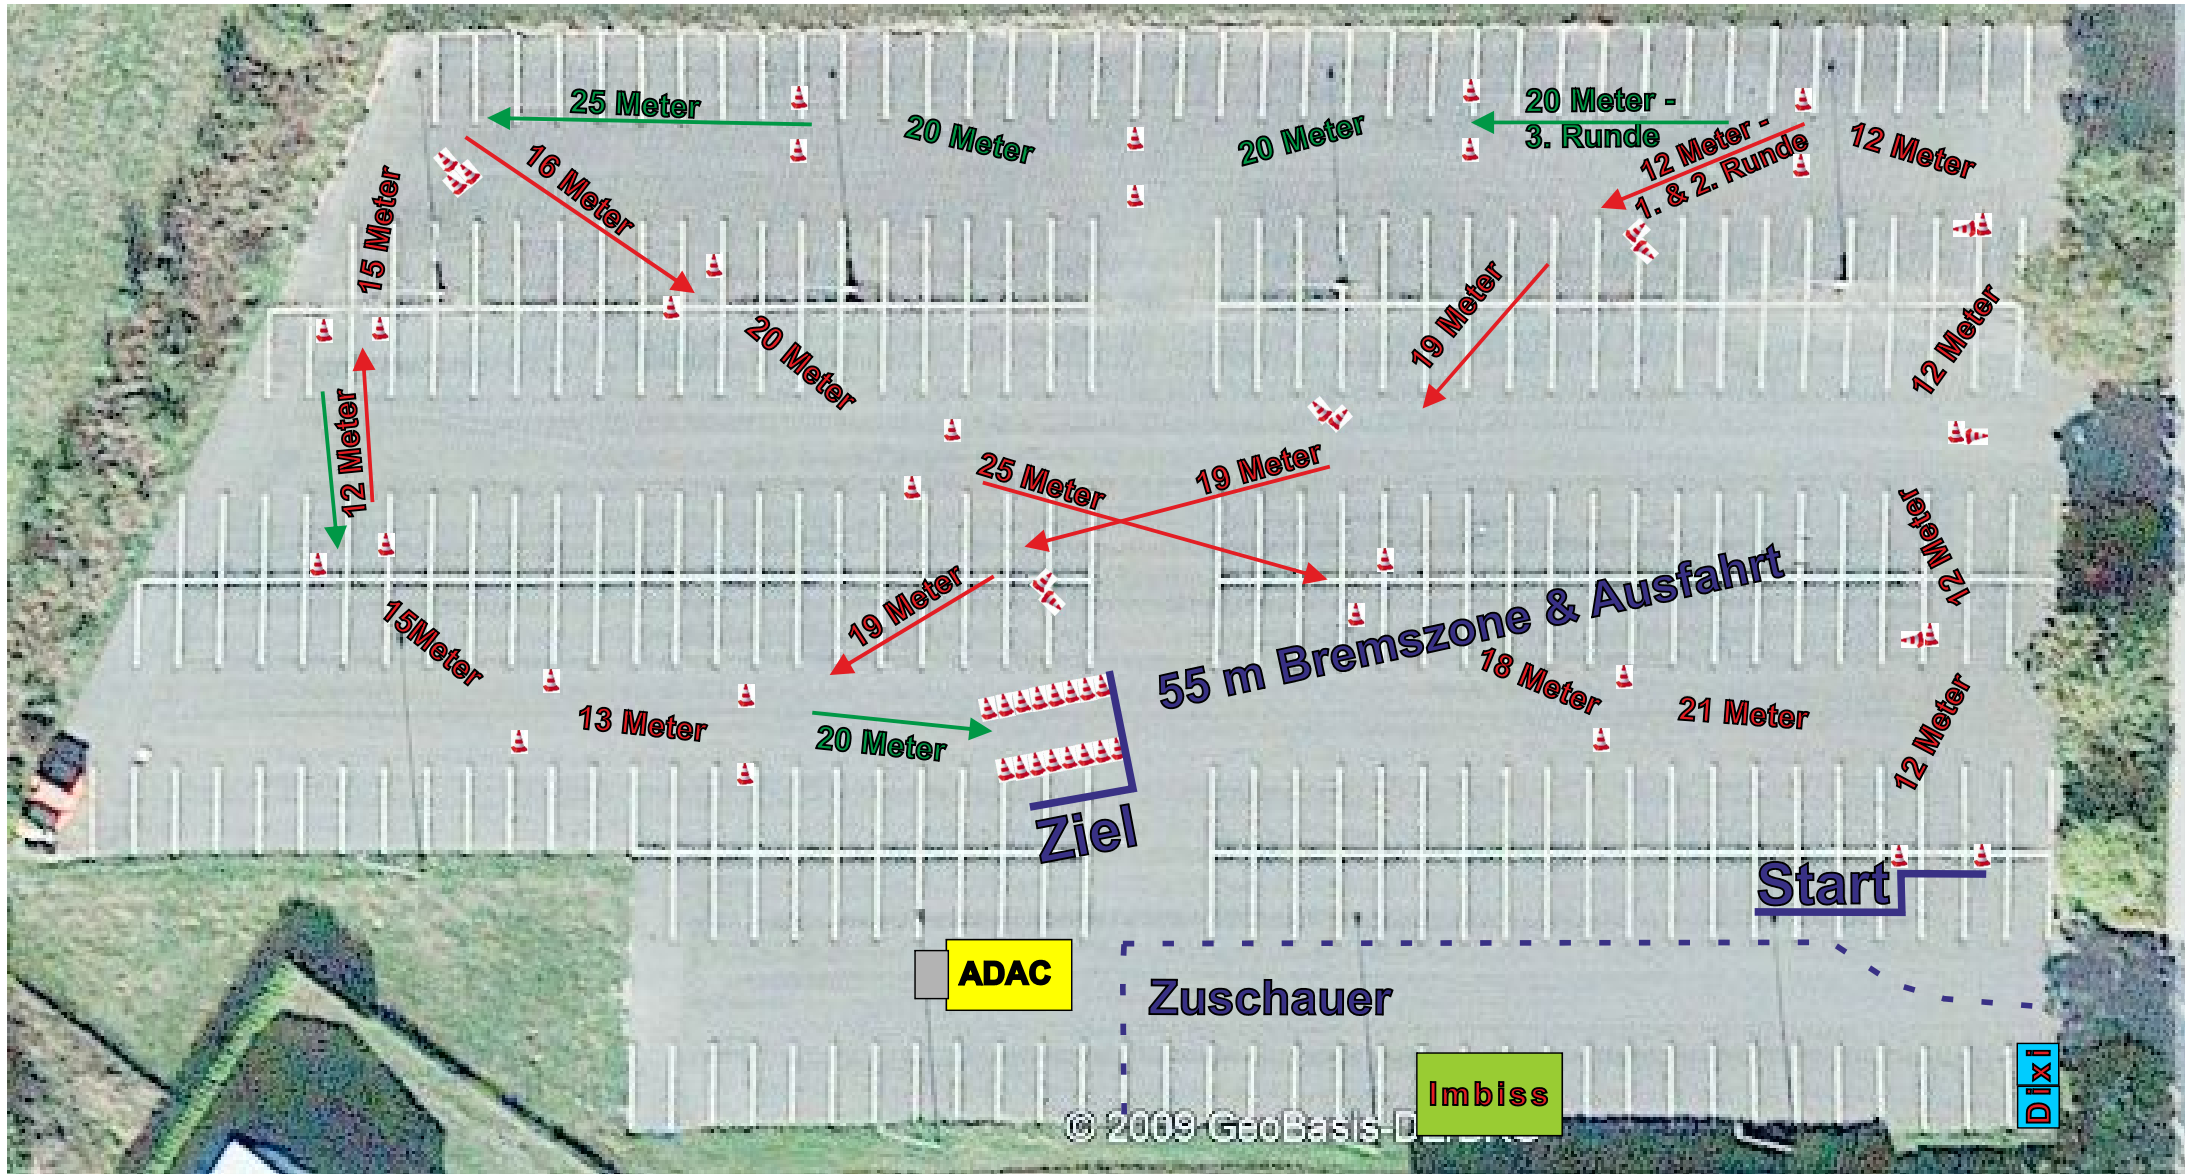 25 Meter
20 Meter
20 Meter
20 Meter -
3. Runde
12 Meter -
1. & 2. Runde
12 Meter
16 Meter
15 Meter
20 Meter
19 Meter
12 Meter
12 Meter
25 Meter
19 Meter
12 Meter
19 Meter
15Meter
55 m Bremszone & Ausfahrt
18 Meter
21 Meter
12 Meter
13 Meter
20 Meter
Ziel
Start
ADAC
Zuschauer
Imbiss
Dixi
© 2009 GeoBasis-